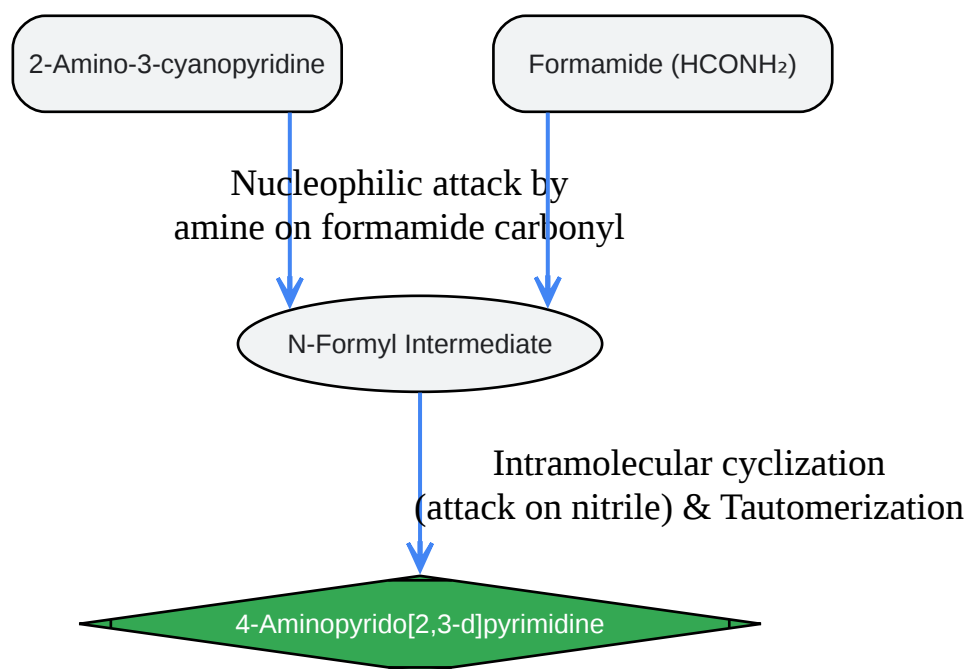 2-Amino-3-cyanopyridine
Formamide (HCONH₂)
Nucleophilic attack by
amine on formamide carbonyl
N-Formyl Intermediate
Intramolecular cyclization
(attack on nitrile) & Tautomerization
4-Aminopyrido[2,3-d]pyrimidine